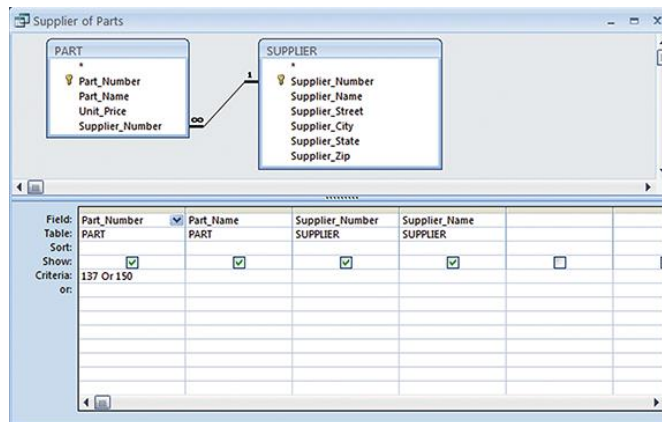 Supplier of Parts
PART
*
Part_Number
Part_Name
Unit_Price
Supplier_Number
∞
1
SUPPLIER
*
Supplier_Number
Supplier_Name
Supplier_Street
Supplier_City
Supplier_State
Supplier_Zip
Field: Part_Number Part_Name Supplier_Number Supplier_Name
Table: PART PART SUPPLIER SUPPLIER
Sort:
Show:
Criteria: 137 Or 150
or: